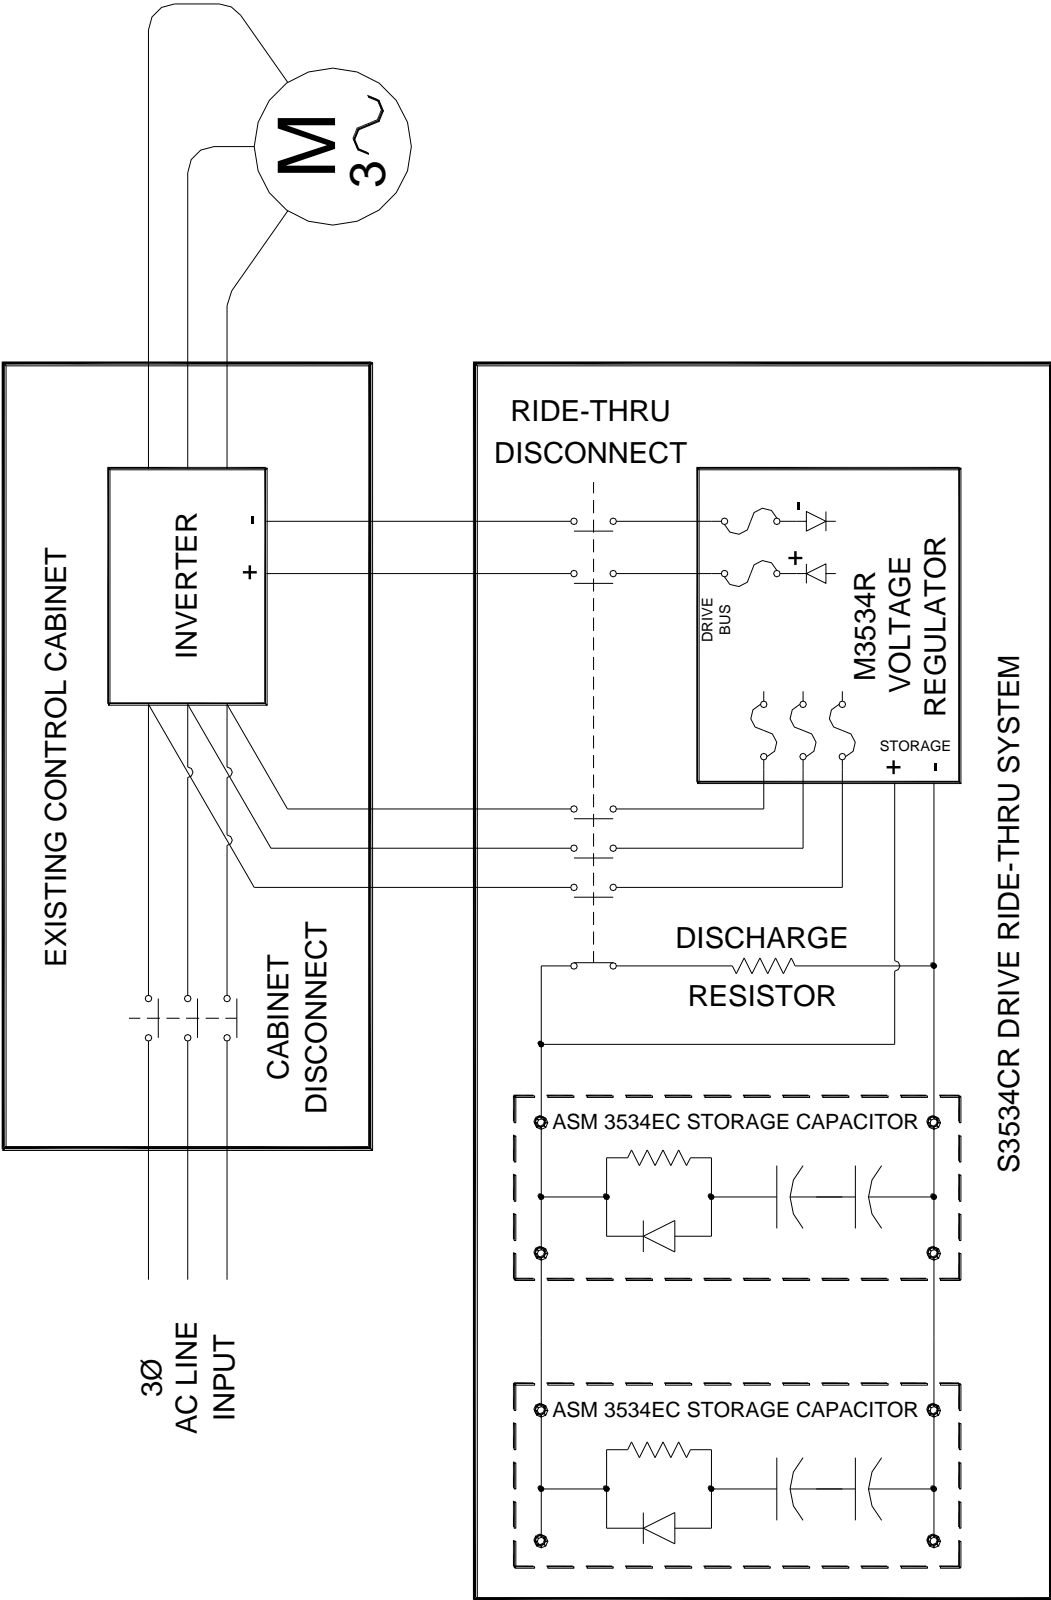 M
3
EXISTING CONTROL CABINET
INVERTER
+ -
CABINET
DISCONNECT
3Ø
AC LINE
INPUT
RIDE-THRU
DISCONNECT
DRIVE
BUS
+ -
M3534R
VOLTAGE
REGULATOR
STORAGE
+ -
DISCHARGE
RESISTOR
ASM 3534EC STORAGE CAPACITOR
ASM 3534EC STORAGE CAPACITOR
S3534CR DRIVE RIDE-THRU SYSTEM